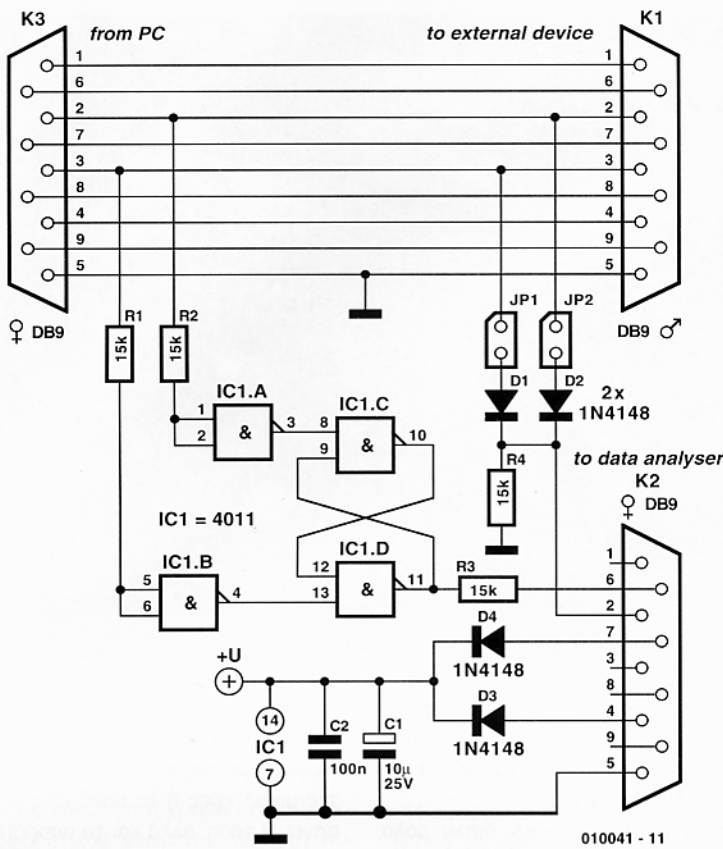 K3
K1
from PC
to external device
1
1
6
6
2
2
7
7
3
3
8
8
4
4
9
9
5
5
♀ DB9
DB9 ♂
R1
15k
R2
15k
JP1
JP2
D1
D2
2x
1N4148
IC1.A
1
2
&
3
IC1.C
8
9
&
10
R4
15k
to data analyser
K2
♀ DB9
IC1 = 4011
IC1.B
5
6
&
4
IC1.D
12
13
&
11
R3
15k
1
6
2
7
3
8
4
9
5
D4
1N4148
D3
1N4148
+U
14
IC1
7
C2
100n
C1
10µ
25V
010041 - 11